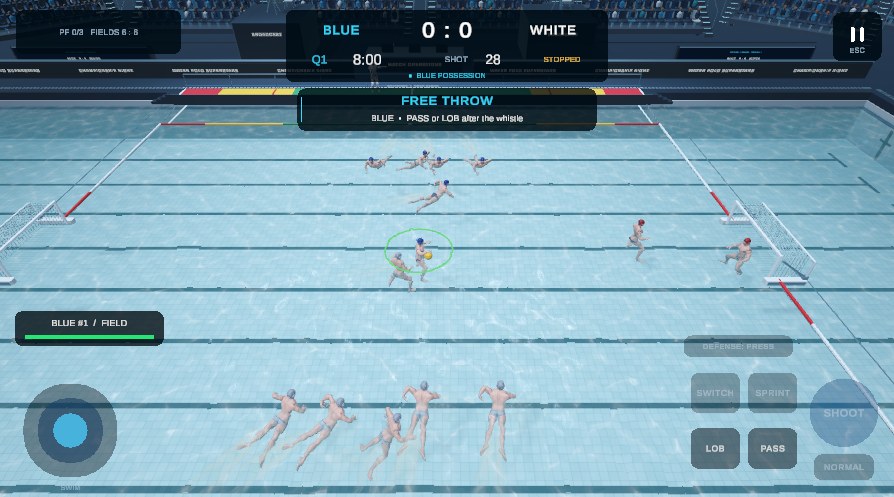 PF 0/3 FIELDS 6 : 6
BLUE 0 : 0 WHITE
Q1 8:00 SHOT 28 STOPPED
BLUE POSSESSION
ESC
FREE THROW
BLUE • PASS or LOB after the whistle
BLUE #1 / FIELD
DEFENSE: PRESS
SWITCH SPRINT
SHOOT
LOB PASS
NORMAL
SWIM